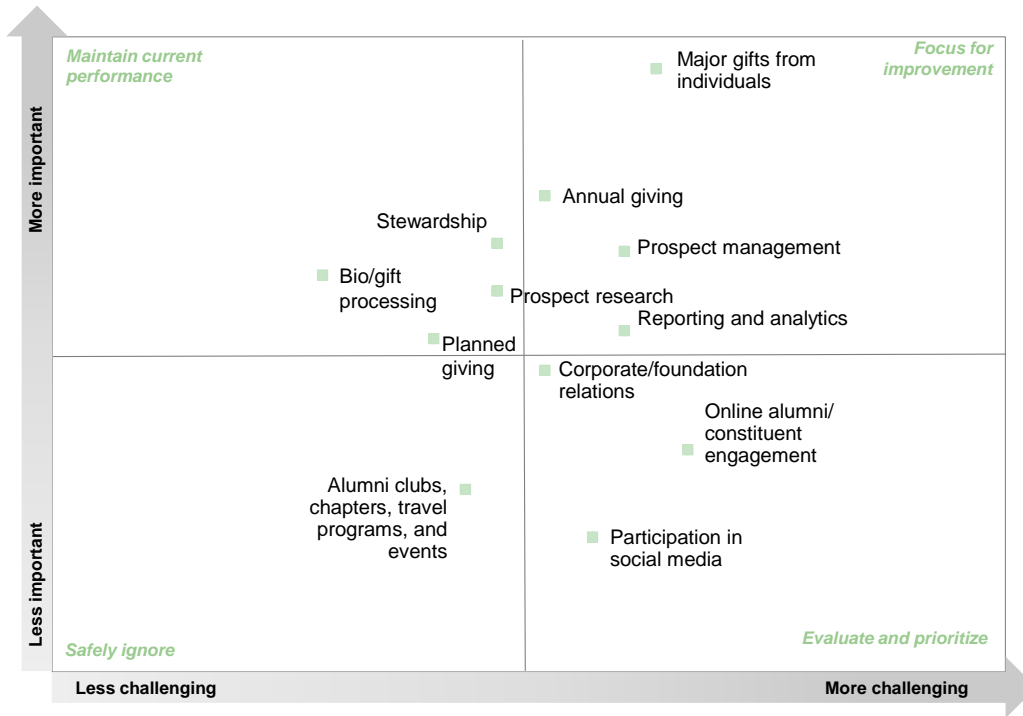 Maintain current
performance
Focus for
improvement
Major gifts from
individuals
More important
Annual giving
Stewardship
Prospect management
Bio/gift
processing
Prospect research
Reporting and analytics
Planned
giving
Corporate/foundation
relations
Online alumni/
constituent
engagement
Alumni clubs,
chapters, travel
programs, and
events
Participation in
social media
Less important
Safely ignore
Evaluate and prioritize
Less challenging
More challenging